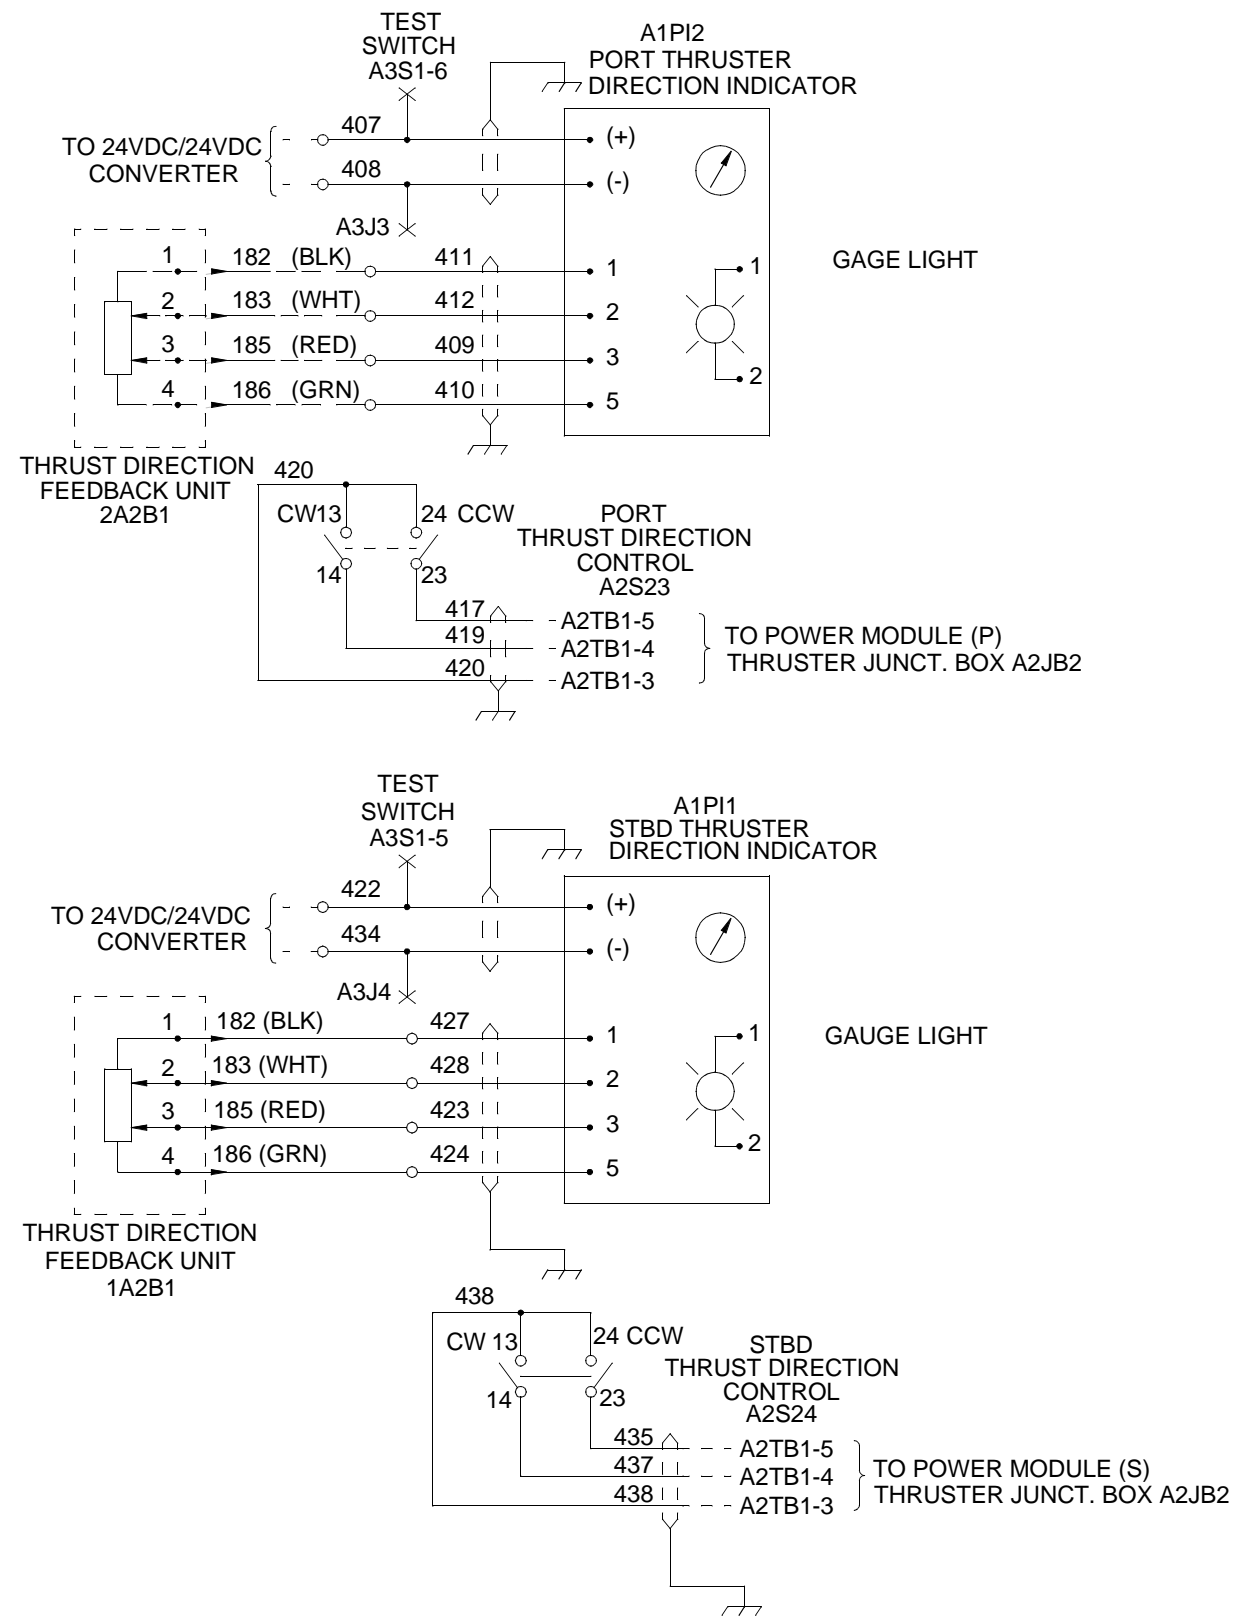 TEST
SWITCH
A3S1-6
A1PI2
PORT THRUSTER
DIRECTION INDICATOR
407
(+)
TO 24VDC/24VDC
CONVERTER
408
(-)
A3J3
1
182 (BLK)
411
1
2
183 (WHT)
412
2
3
185 (RED)
409
3
4
186 (GRN)
410
5
1
2
GAGE LIGHT
THRUST DIRECTION
FEEDBACK UNIT
2A2B1
420
CW13
24 CCW
14
23
PORT
THRUST DIRECTION
CONTROL
A2S23
417
A2TB1-5
419
A2TB1-4
420
A2TB1-3
TO POWER MODULE (P)
THRUSTER JUNCT. BOX A2JB2
TEST
SWITCH
A3S1-5
A1PI1
STBD THRUSTER
DIRECTION INDICATOR
422
(+)
TO 24VDC/24VDC
CONVERTER
434
(-)
A3J4
1
182 (BLK)
427
1
2
183 (WHT)
428
2
3
185 (RED)
423
3
4
186 (GRN)
424
5
1
2
GAUGE LIGHT
THRUST DIRECTION
FEEDBACK UNIT
1A2B1
438
CW 13
24 CCW
14
23
STBD
THRUST DIRECTION
CONTROL
A2S24
435
A2TB1-5
437
A2TB1-4
438
A2TB1-3
TO POWER MODULE (S)
THRUSTER JUNCT. BOX A2JB2